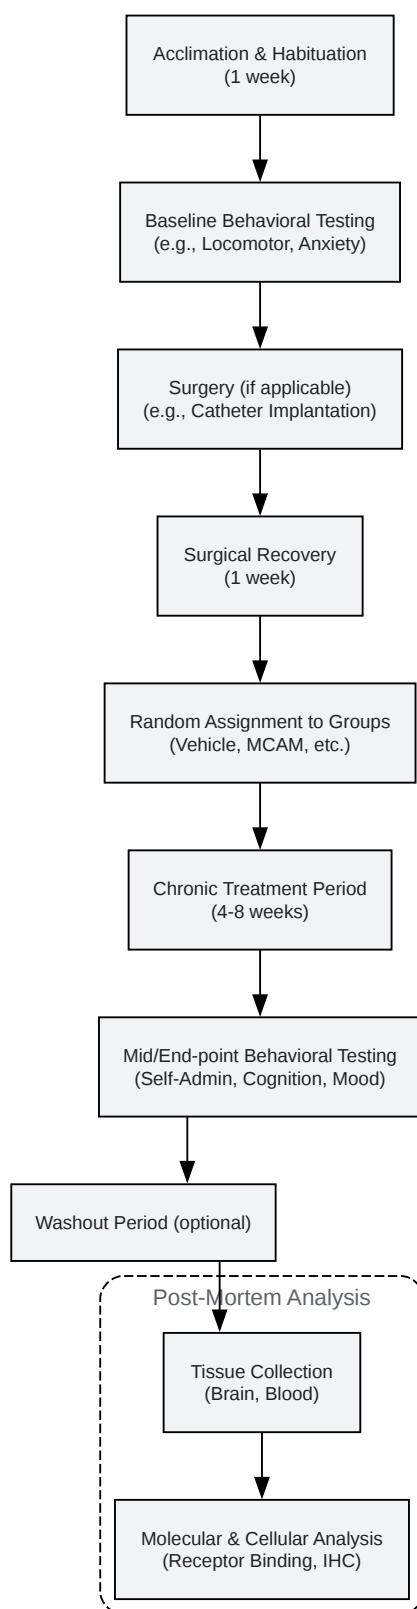 Acclimation & Habituation
(1 week)
Baseline Behavioral Testing
(e.g., Locomotor, Anxiety)
Surgery (if applicable)
(e.g., Catheter Implantation)
Surgical Recovery
(1 week)
Random Assignment to Groups
(Vehicle, MCAM, etc.)
Chronic Treatment Period
(4-8 weeks)
Mid/End-point Behavioral Testing
(Self-Admin, Cognition, Mood)
Washout Period (optional)
Post-Mortem Analysis
Tissue Collection
(Brain, Blood)
Molecular & Cellular Analysis
(Receptor Binding, IHC)